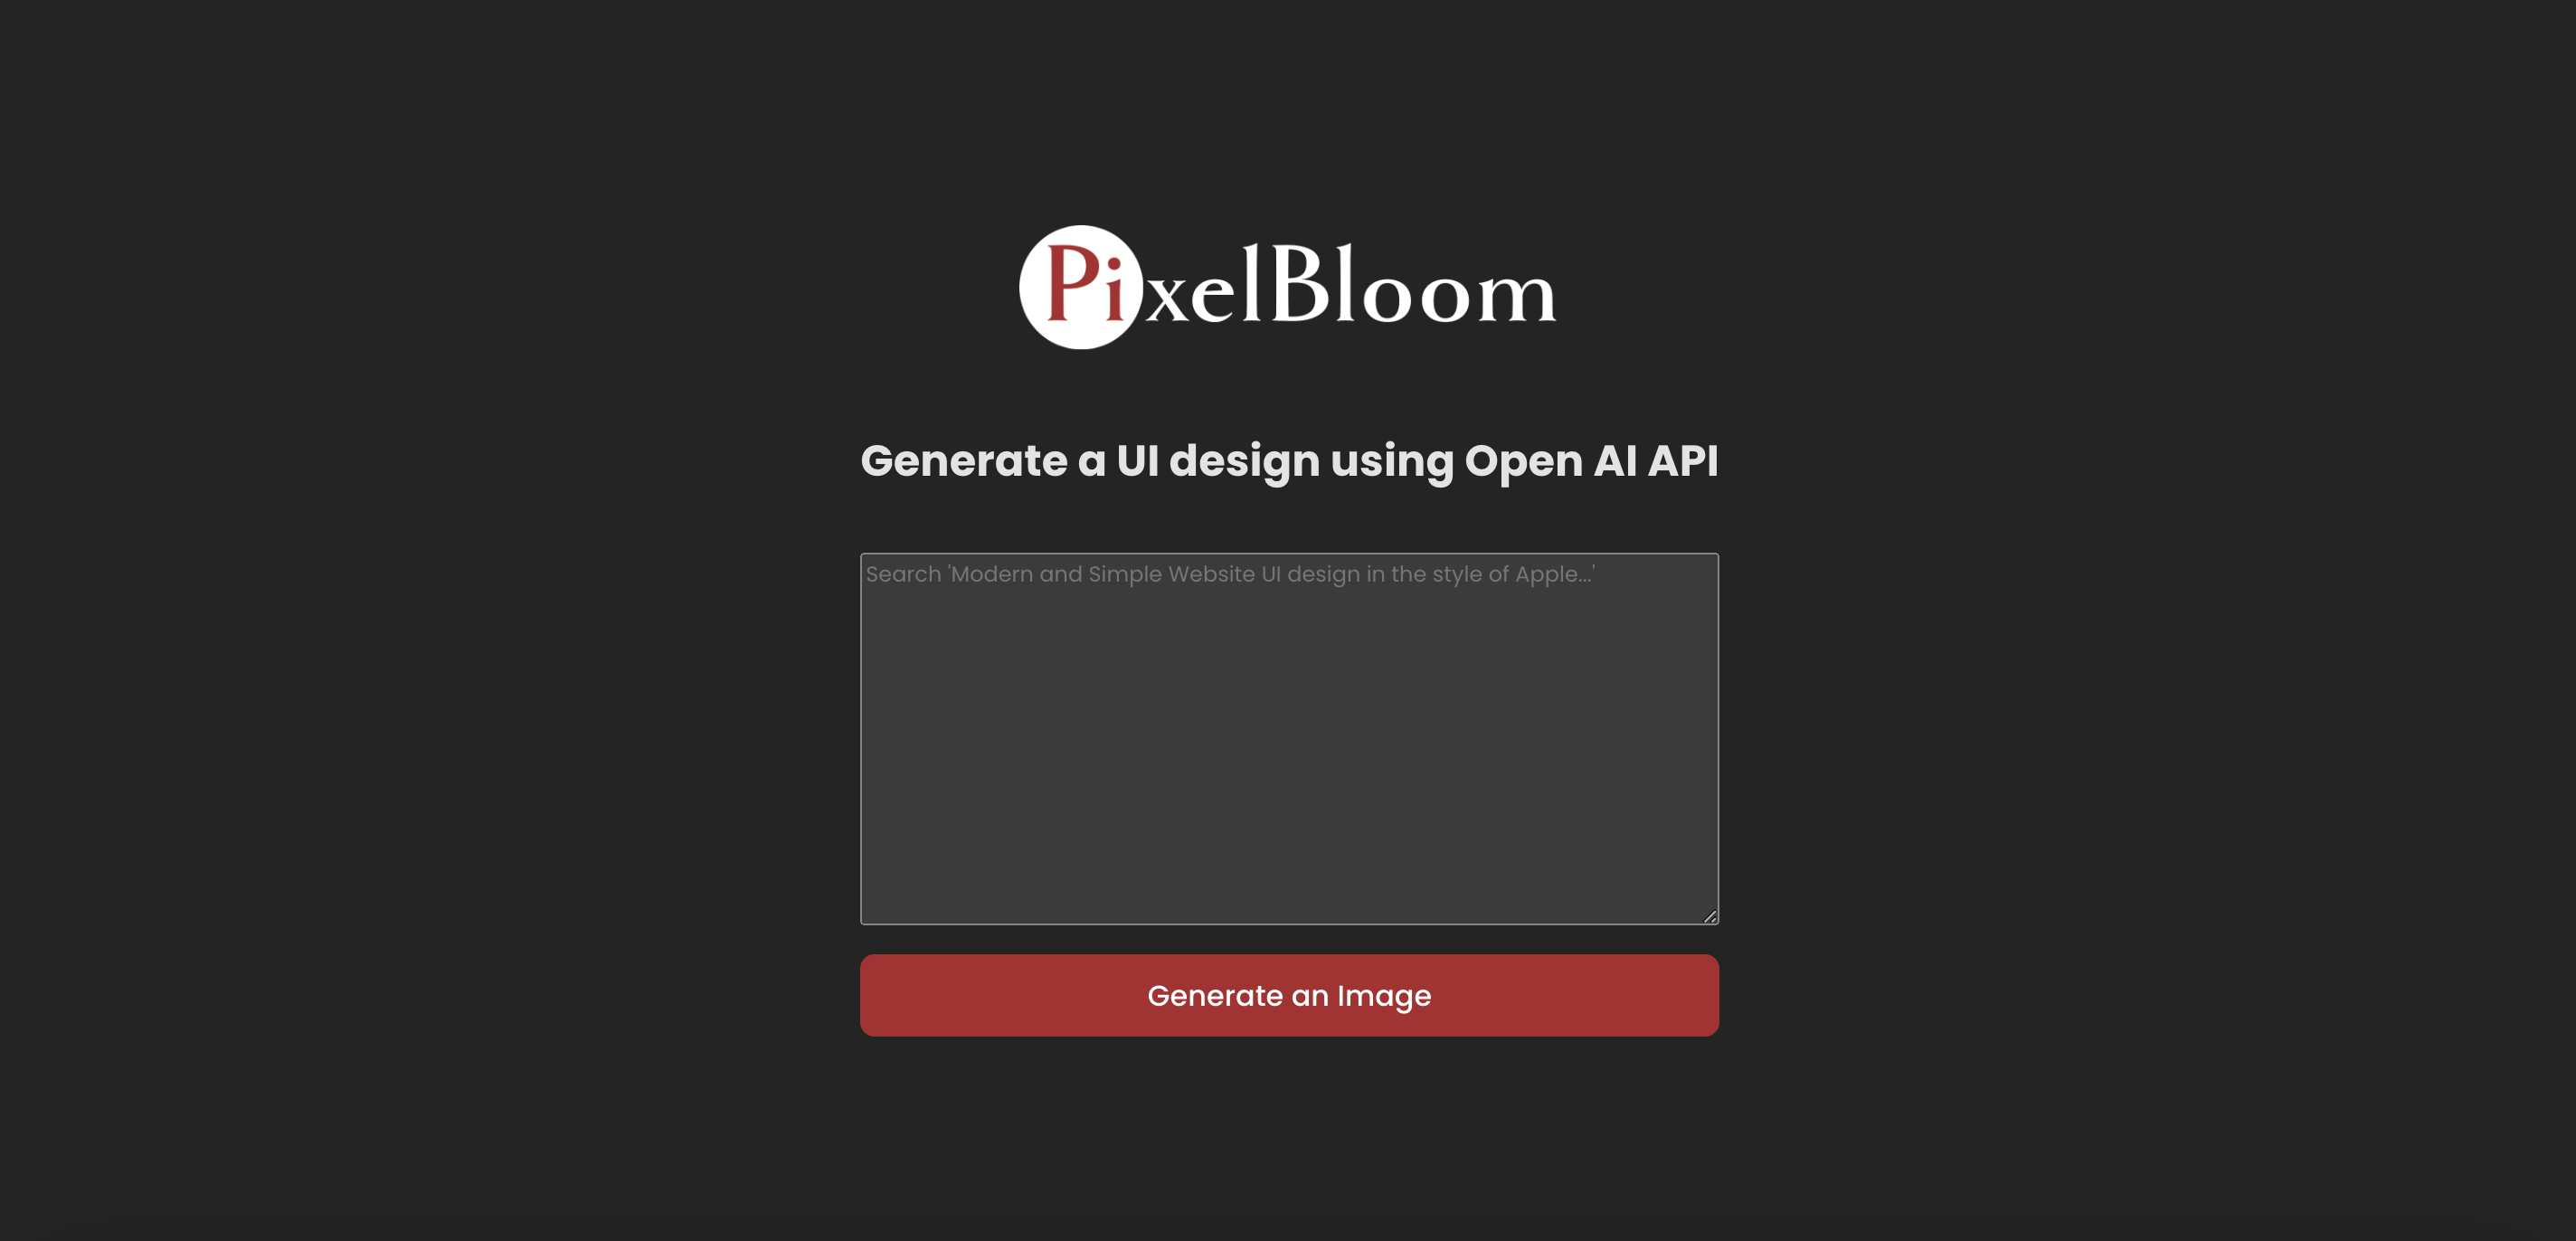 PixelBloom
Generate a UI design using Open AI API
Search 'Modern and Simple Website UI design in the style of Apple...'
Generate an Image